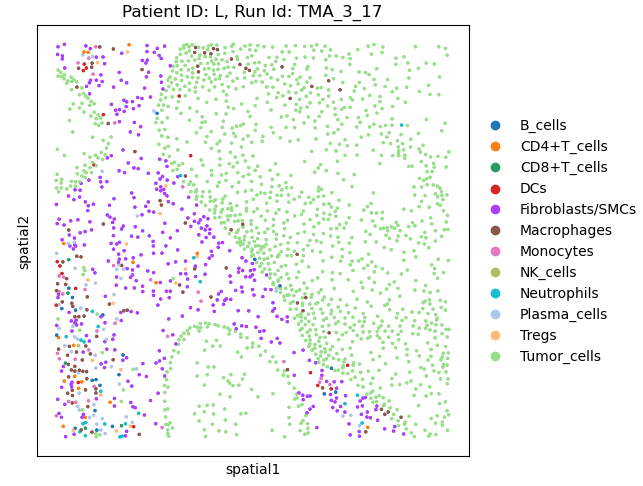 Patient ID: L, Run Id: TMA_3_17
spatial2
spatial1
B_cells
CD4+T_cells
CD8+T_cells
DCs
Fibroblasts/SMCs
Macrophages
Monocytes
NK_cells
Neutrophils
Plasma_cells
Tregs
Tumor_cells